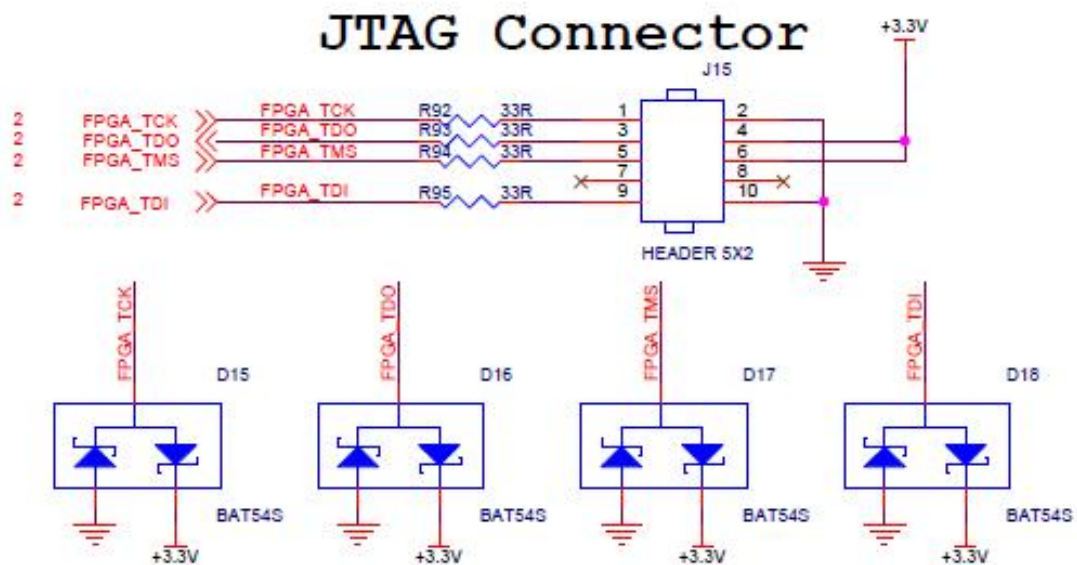 JTAG Connector
+3.3V
J15
2 FPGA_TCK FPGA_TCK R92 33R 1 2
2 FPGA_TDO FPGA_TDO R93 33R 3 4
2 FPGA_TMS FPGA_TMS R94 33R 5 6
7 8
2 FPGA_TDI FPGA_TDI R95 33R 9 10
HEADER 5X2
FPGA_TCK FPGA_TDO FPGA_TMS FPGA_TDI
D15 D16 D17 D18
BAT54S BAT54S BAT54S BAT54S
+3.3V +3.3V +3.3V +3.3V